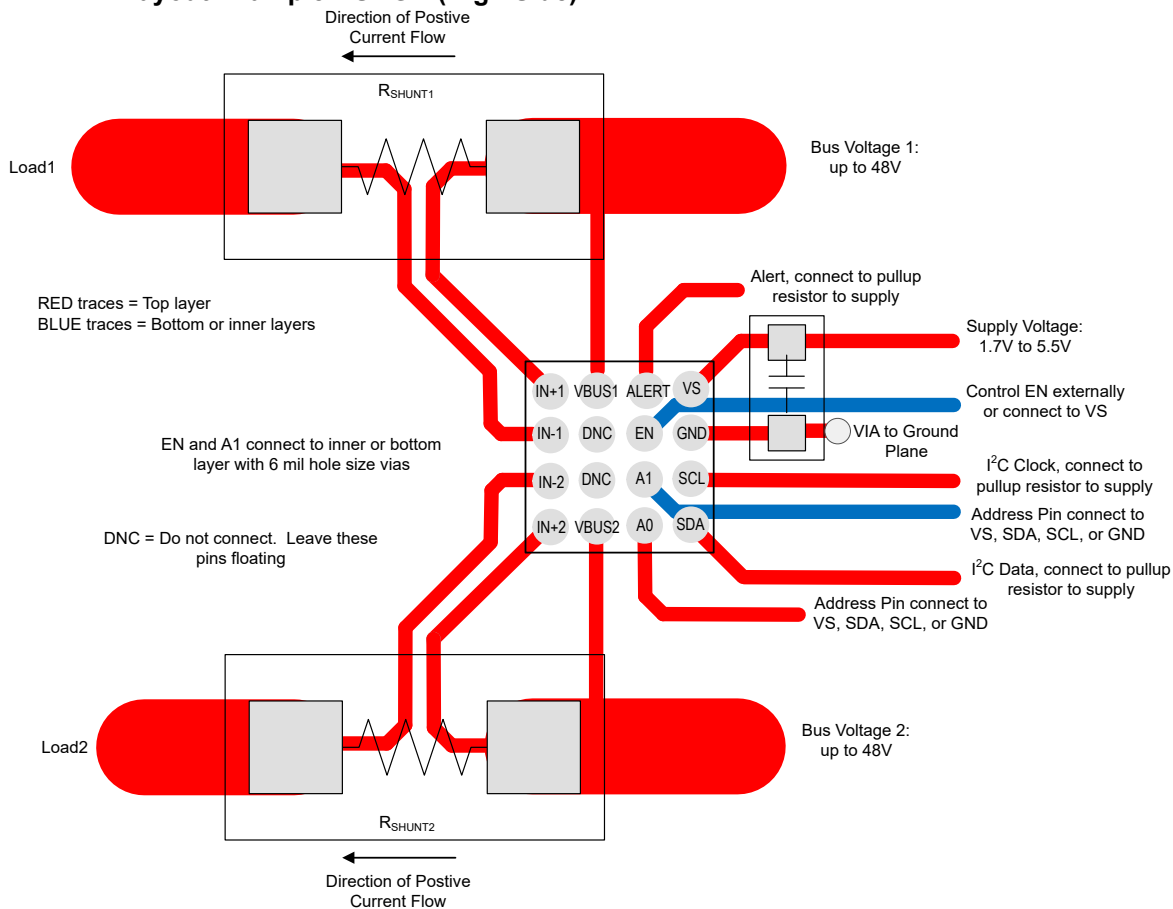 Direction of Postive
Current Flow
R_SHUNT1
Load1
Bus Voltage 1:
up to 48V
RED traces = Top layer
BLUE traces = Bottom or inner layers
Alert, connect to pullup
resistor to supply
Supply Voltage:
1.7V to 5.5V
IN+1 VBUS1 ALERT VS
Control EN externally
or connect to VS
IN-1 DNC EN GND
VIA to Ground
Plane
EN and A1 connect to inner or bottom
layer with 6 mil hole size vias
I²C Clock, connect to
pullup resistor to supply
IN-2 DNC A1 SCL
Address Pin connect to
VS, SDA, SCL, or GND
IN+2 VBUS2 A0 SDA
DNC = Do not connect. Leave these
pins floating
I²C Data, connect to pullup
resistor to supply
Address Pin connect to
VS, SDA, SCL, or GND
Load2
Bus Voltage 2:
up to 48V
R_SHUNT2
Direction of Postive
Current Flow